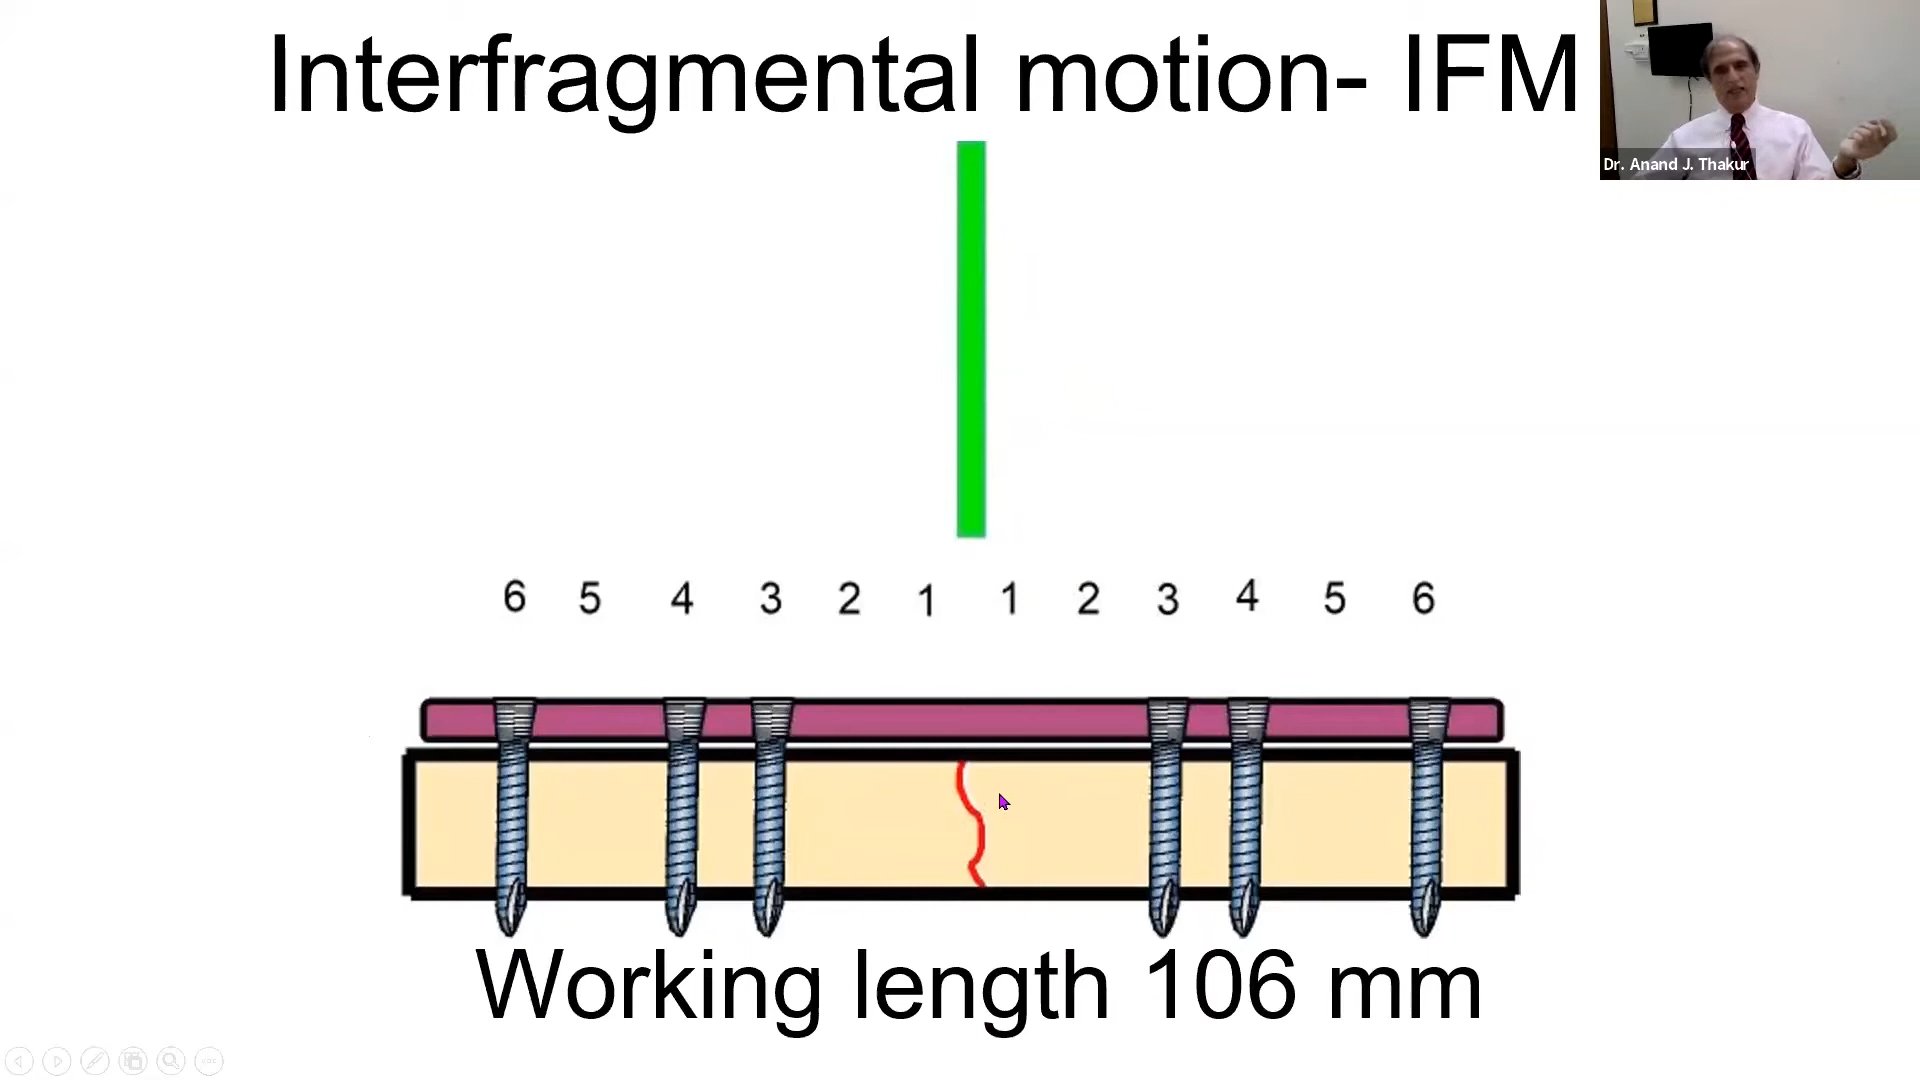 Interfragmental motion- IFM
Dr. Anand J. Thakur
6 5 4 3 2 1 1 2 3 4 5 6
Working length 106 mm